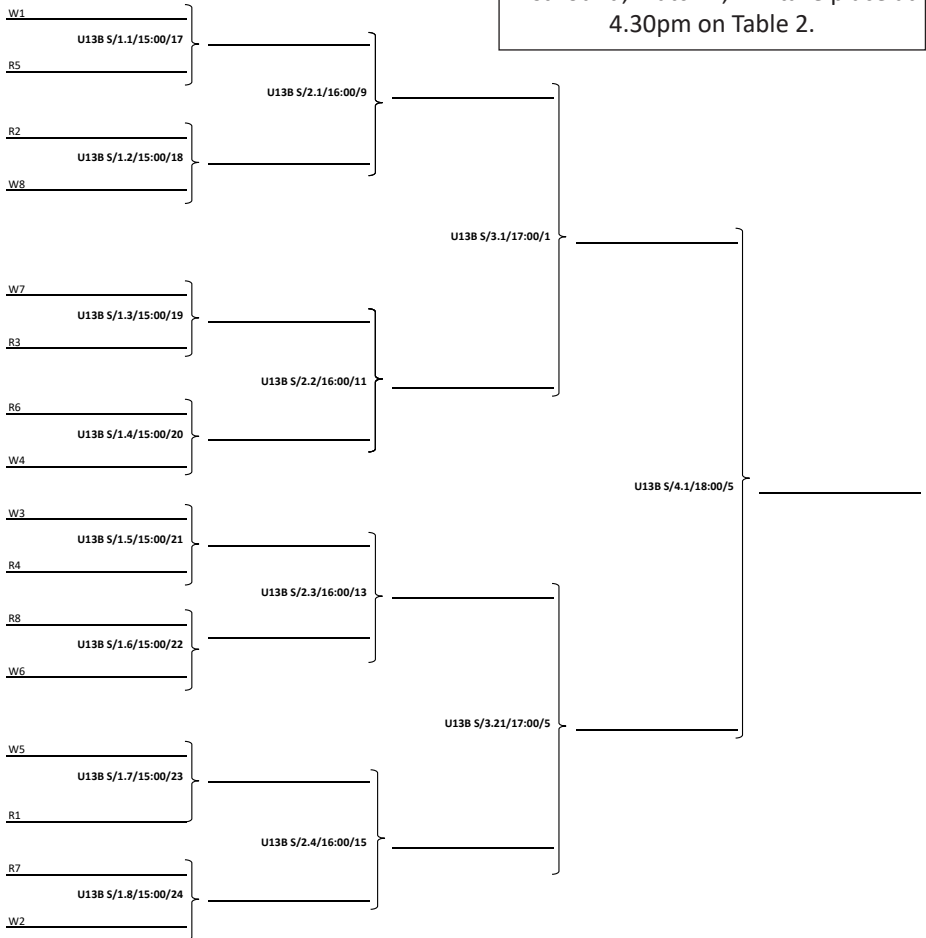 4.30pm on Table 2.
W1
U13B S/1.1/15:00/17
R5
U13B S/2.1/16:00/9
R2
U13B S/1.2/15:00/18
W8
U13B S/3.1/17:00/1
W7
U13B S/1.3/15:00/19
R3
U13B S/2.2/16:00/11
R6
U13B S/1.4/15:00/20
W4
U13B S/4.1/18:00/5
W3
U13B S/1.5/15:00/21
R4
U13B S/2.3/16:00/13
R8
U13B S/1.6/15:00/22
W6
U13B S/3.21/17:00/5
W5
U13B S/1.7/15:00/23
R1
U13B S/2.4/16:00/15
R7
U13B S/1.8/15:00/24
W2